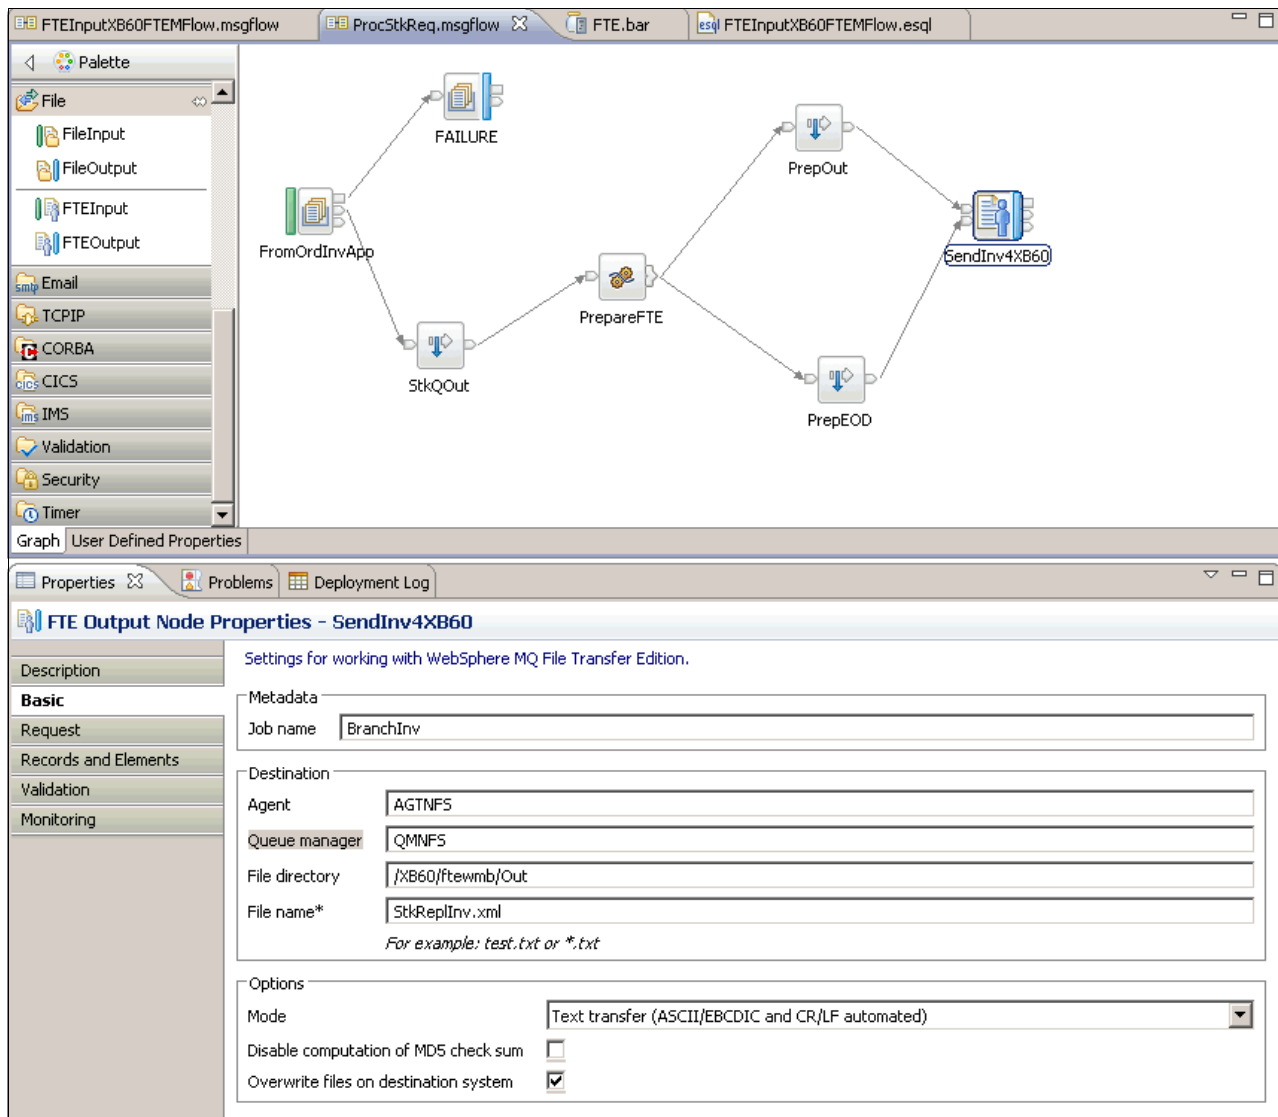 FTEInputXB60FTEMFlow.msgflow ProcStkReq.msgflow FTE.bar esql FTEInputXB60FTEMFlow.esql
Palette
File
FileInput
FileOutput
FTEInput
FTEOutput
smtp Email
TCPIP
CORBA
cics CICS
ims IMS
Validation
Security
Timer
FAILURE
FromOrdInvApp
StkQOut
PrepareFTE
PrepOut
PrepEOD
SendInv4XB60
Graph User Defined Properties
Properties Problems Deployment Log
FTE Output Node Properties - SendInv4XB60
Description
Basic
Request
Records and Elements
Validation
Monitoring
Settings for working with WebSphere MQ File Transfer Edition.
Metadata
Job name BranchInv
Destination
Agent AGTNFS
Queue manager QMNFS
File directory /XB60/ftewmb/Out
File name* StkReplInv.xml
For example: test.txt or *.txt
Options
Mode Text transfer (ASCII/EBCDIC and CR/LF automated)
Disable computation of MD5 check sum
Overwrite files on destination system